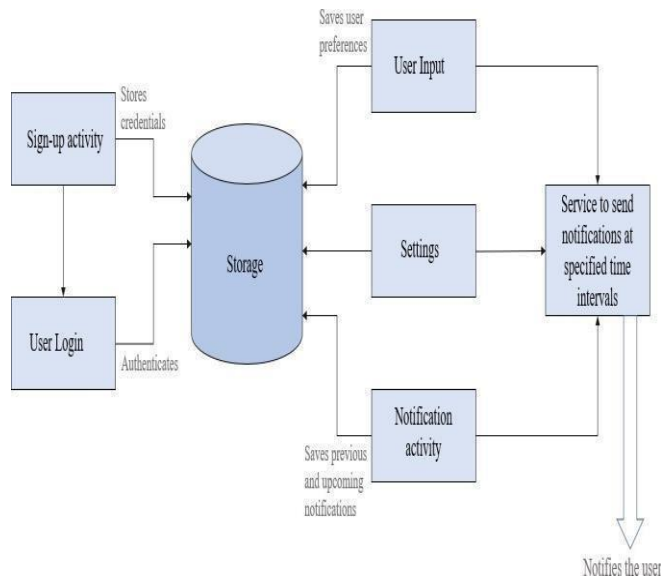 Saves user
preferences
User Input
Stores
credentials
Sign-up activity
Service to send
notifications at
specified time
intervals
Storage
Settings
User Login
Authenticates
Notification
activity
Saves previous
and upcoming
notifications
Notifies the user